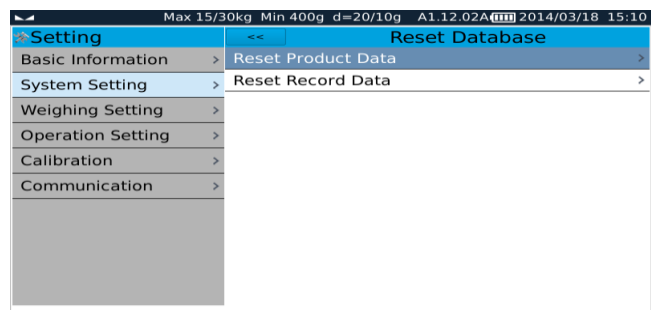 Max 15/30kg Min 400g d=20/10g A1.12.02A 2014/03/18 15:10
Setting
<< Reset Database
Basic Information >
System Setting >
Weighing Setting >
Operation Setting >
Calibration >
Communication >
Reset Product Data >
Reset Record Data >